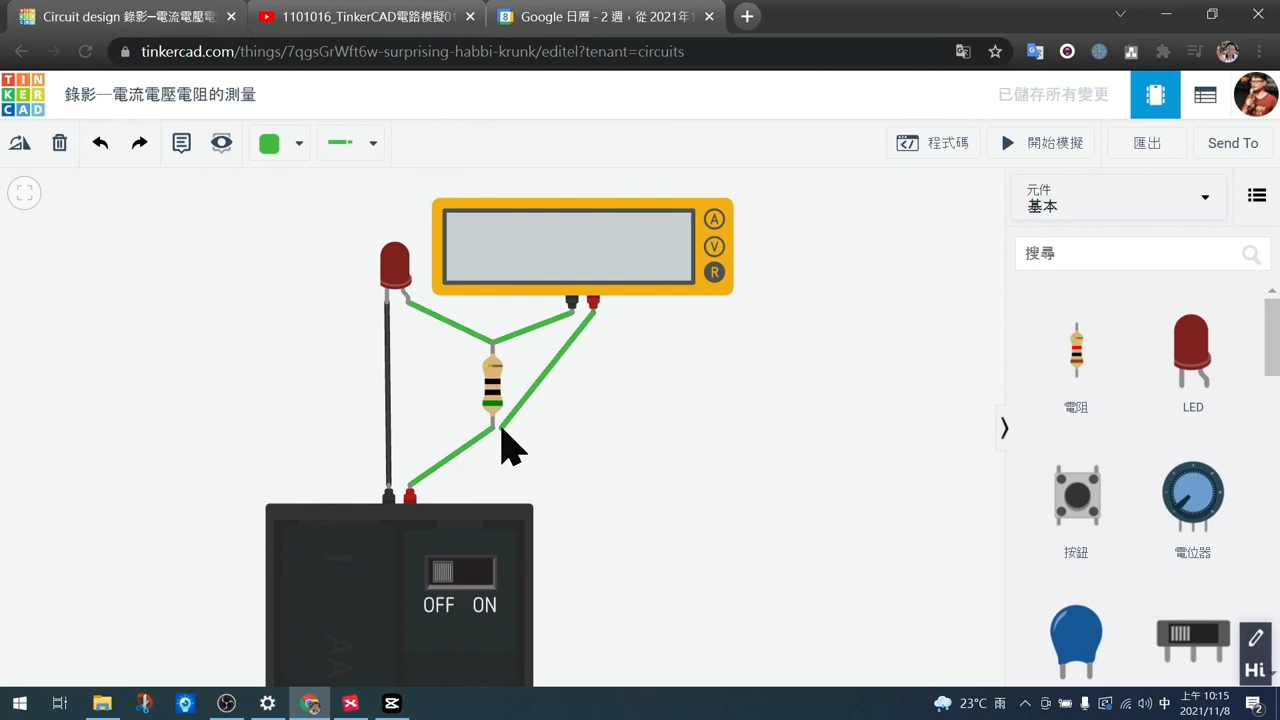 Circuit design 錄影─電流電壓電
1101016_TinkerCAD電路模擬0
Google 日曆 - 2 週，從 2021年1
tinkercad.com/things/7qgsGrWft6w-surprising-habbi-krunk/editel?tenant=circuits
TIN
KER
CAD
錄影─電流電壓電阻的測量
已儲存所有變更
程式碼
開始模擬
匯出
Send To
元件
基本
搜尋
A
V
R
電阻
LED
按鈕
電位器
OFF ON
AA
Hi
23°C 雨
中
上午 10:15
2021/11/8
2